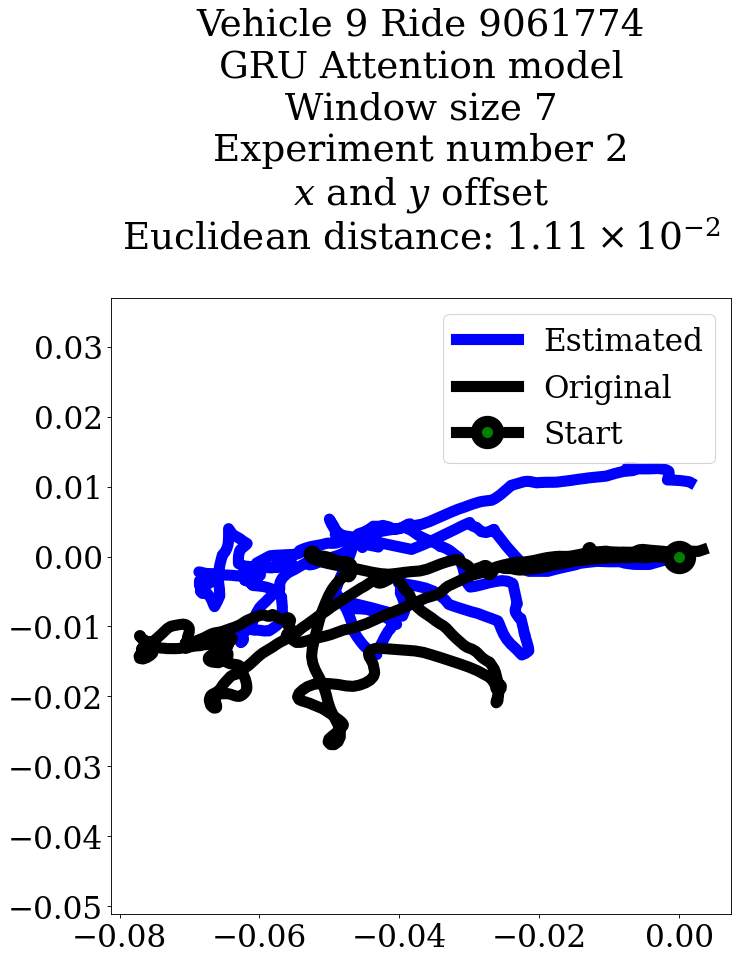 Vehicle 9 Ride 9061774
GRU Attention model
Window size 7
Experiment number 2
x and y offset
Euclidean distance: 1.11 × 10⁻²
Estimated
Original
Start
0.03
0.02
0.01
0.00
−0.01
−0.02
−0.03
−0.04
−0.05
−0.08 −0.06 −0.04 −0.02 0.00